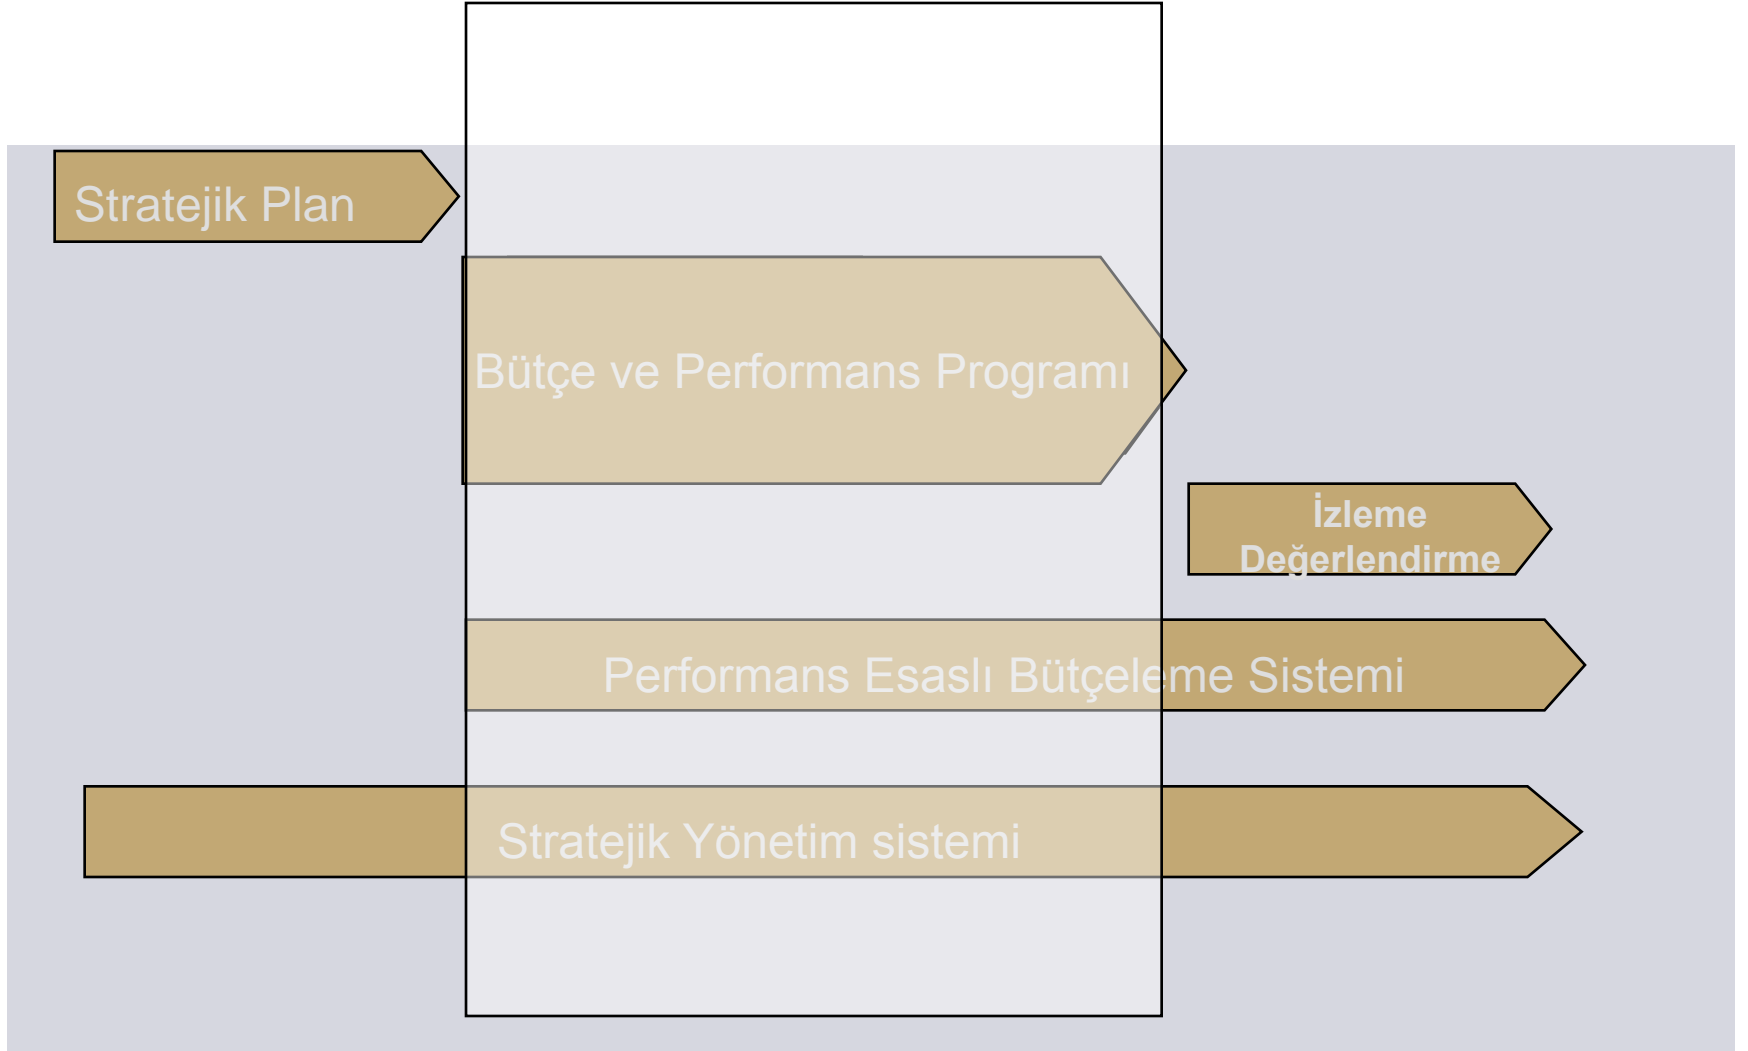 Stratejik Plan
Bütçe ve Performans Programı
İzleme
Değerlendirme
Performans Esaslı Bütçeleme Sistemi
Stratejik Yönetim sistemi